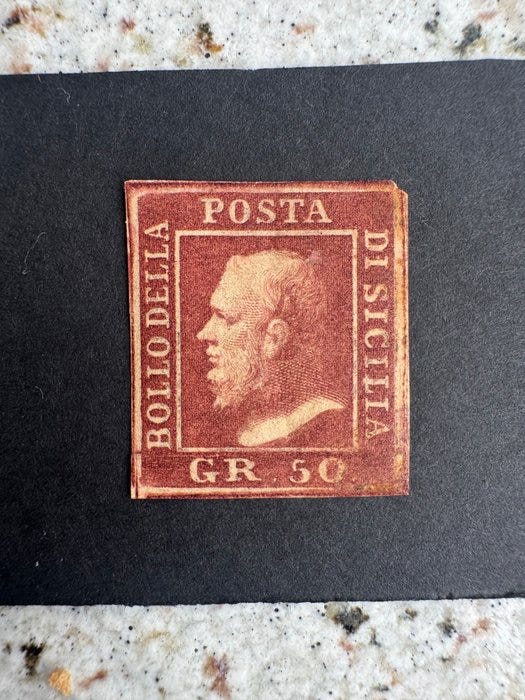 POSTA
BOLLO DELLA
DI SICILIA
GR. 50